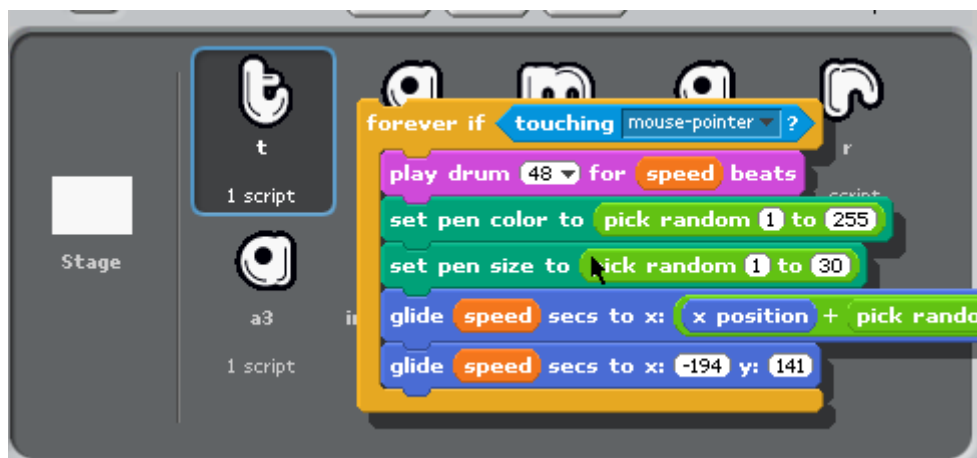 t
1 script
Stage
a3
1 script
r
script
forever if touching mouse-pointer ?
play drum 48 for speed beats
set pen color to pick random 1 to 255
set pen size to pick random 1 to 30
glide speed secs to x: x position + pick rando
glide speed secs to x: -194 y: 141